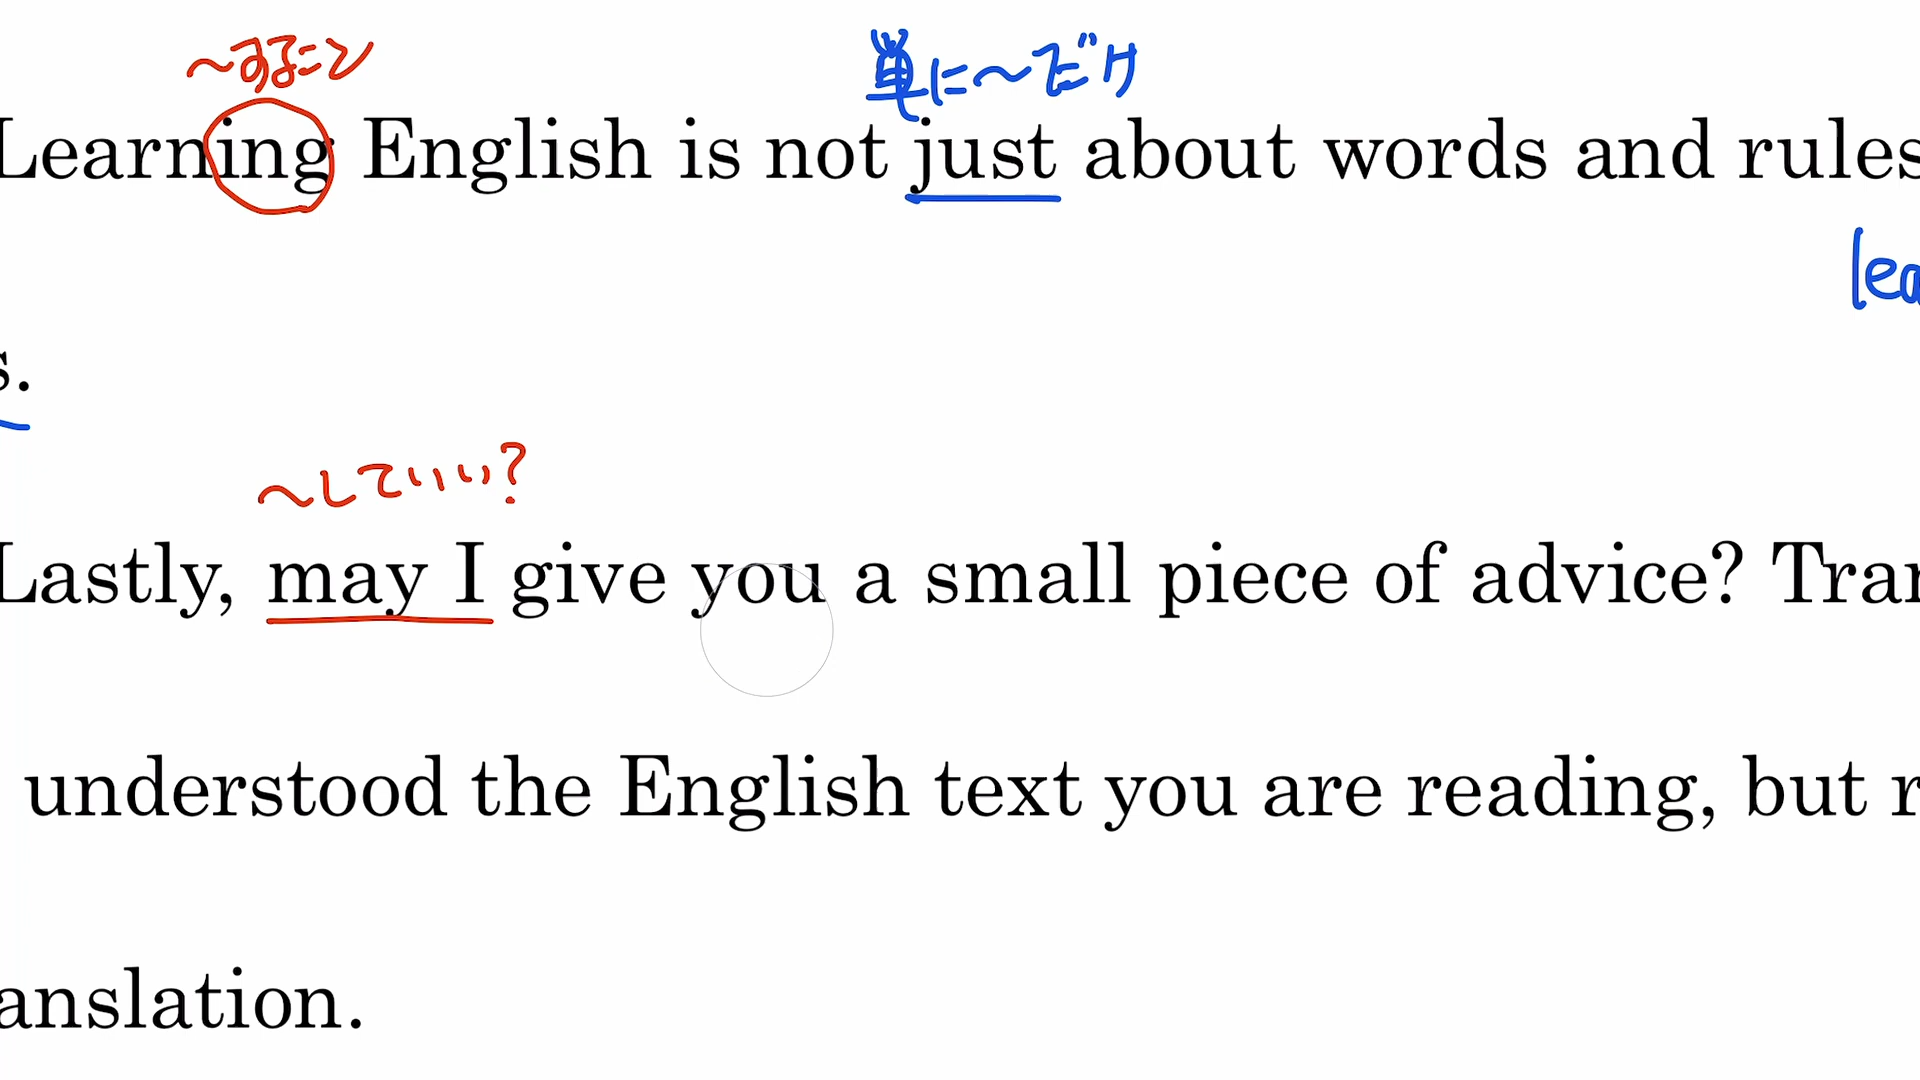 〜すること
単に〜だけ
Learning English is not just about words and rules
lea
s.
〜していい?
Lastly, may I give you a small piece of advice? Tran
understood the English text you are reading, but r
anslation.